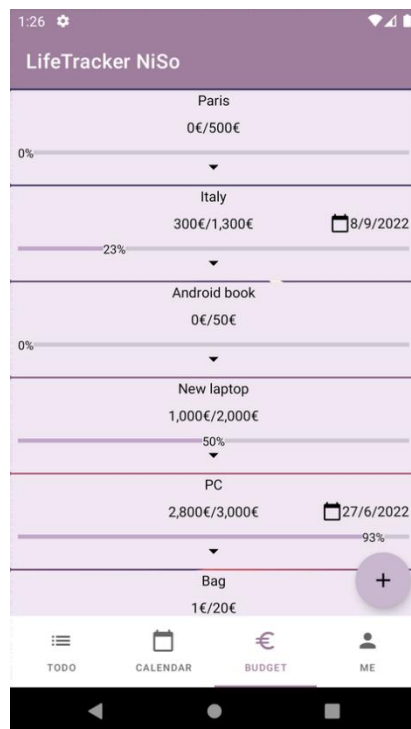 1:26
LifeTracker NiSo
Paris
0€/500€
0%
Italy
300€/1,300€ 8/9/2022
23%
Android book
0€/50€
0%
New laptop
1,000€/2,000€
50%
PC
2,800€/3,000€ 27/6/2022
93%
Bag
1€/20€
+
€
TODO CALENDAR BUDGET ME